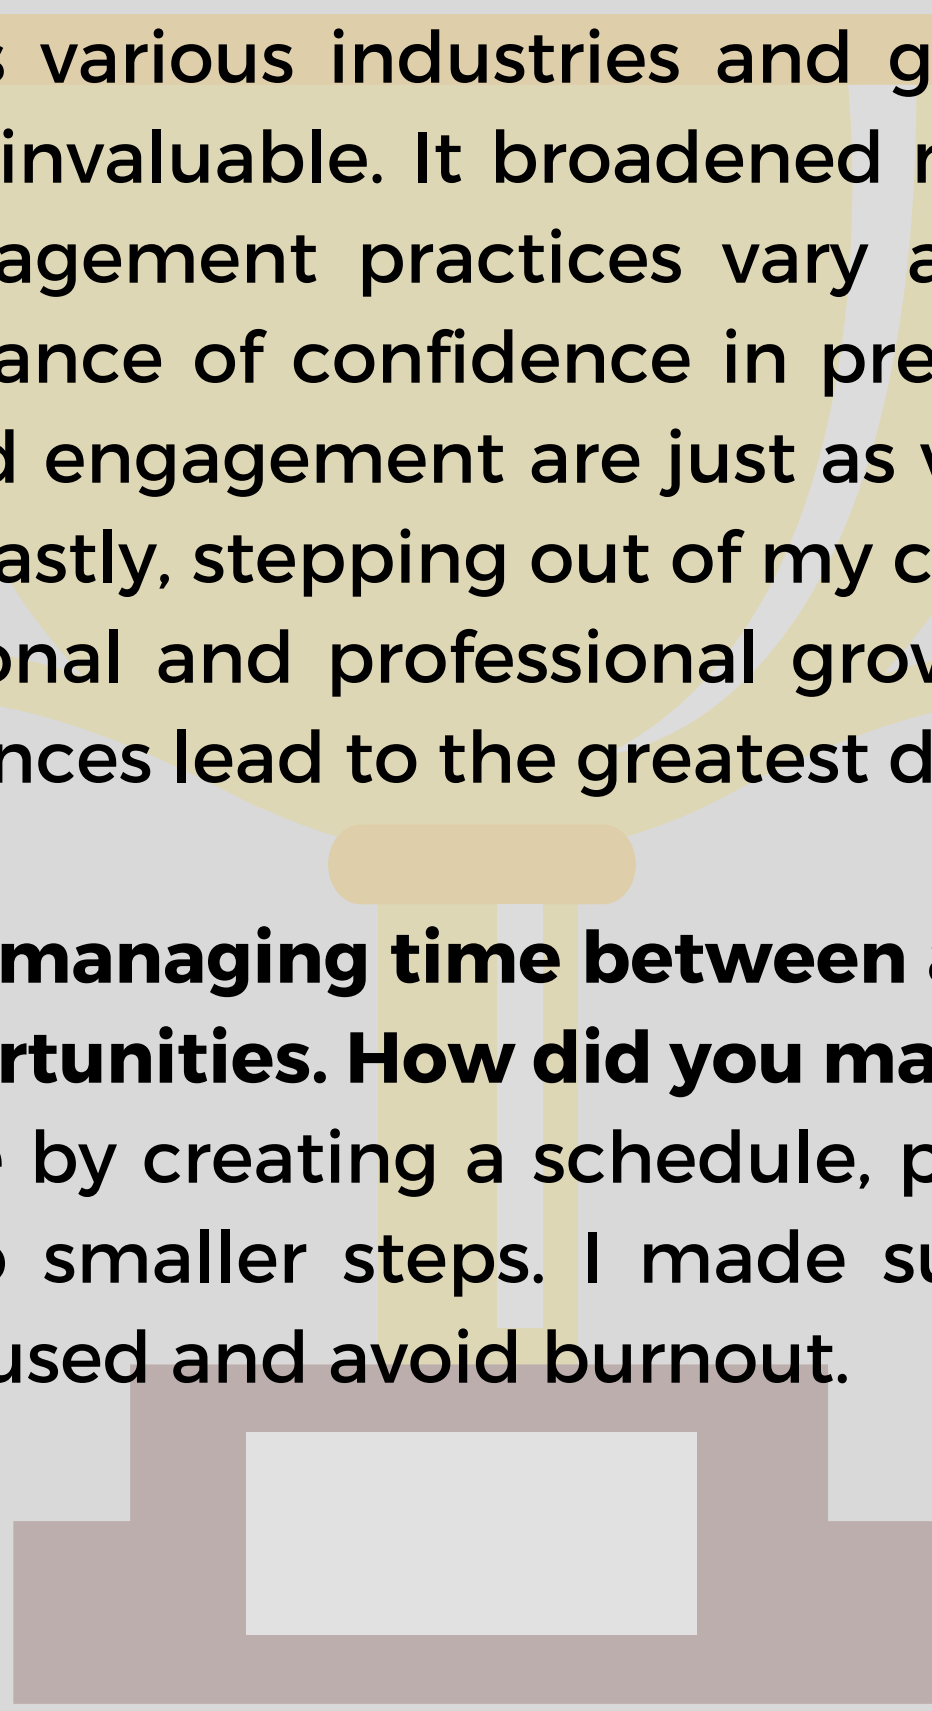 s various industries and g
invaluable. It broadened
agement practices vary a
ance of confidence in pre
d engagement are just as v
astly, stepping out of my c
onal and professional grov
nces lead to the greatest d
managing time between a
rtunities. How did you ma
e by creating a schedule, p
o smaller steps. I made su
used and avoid burnout.